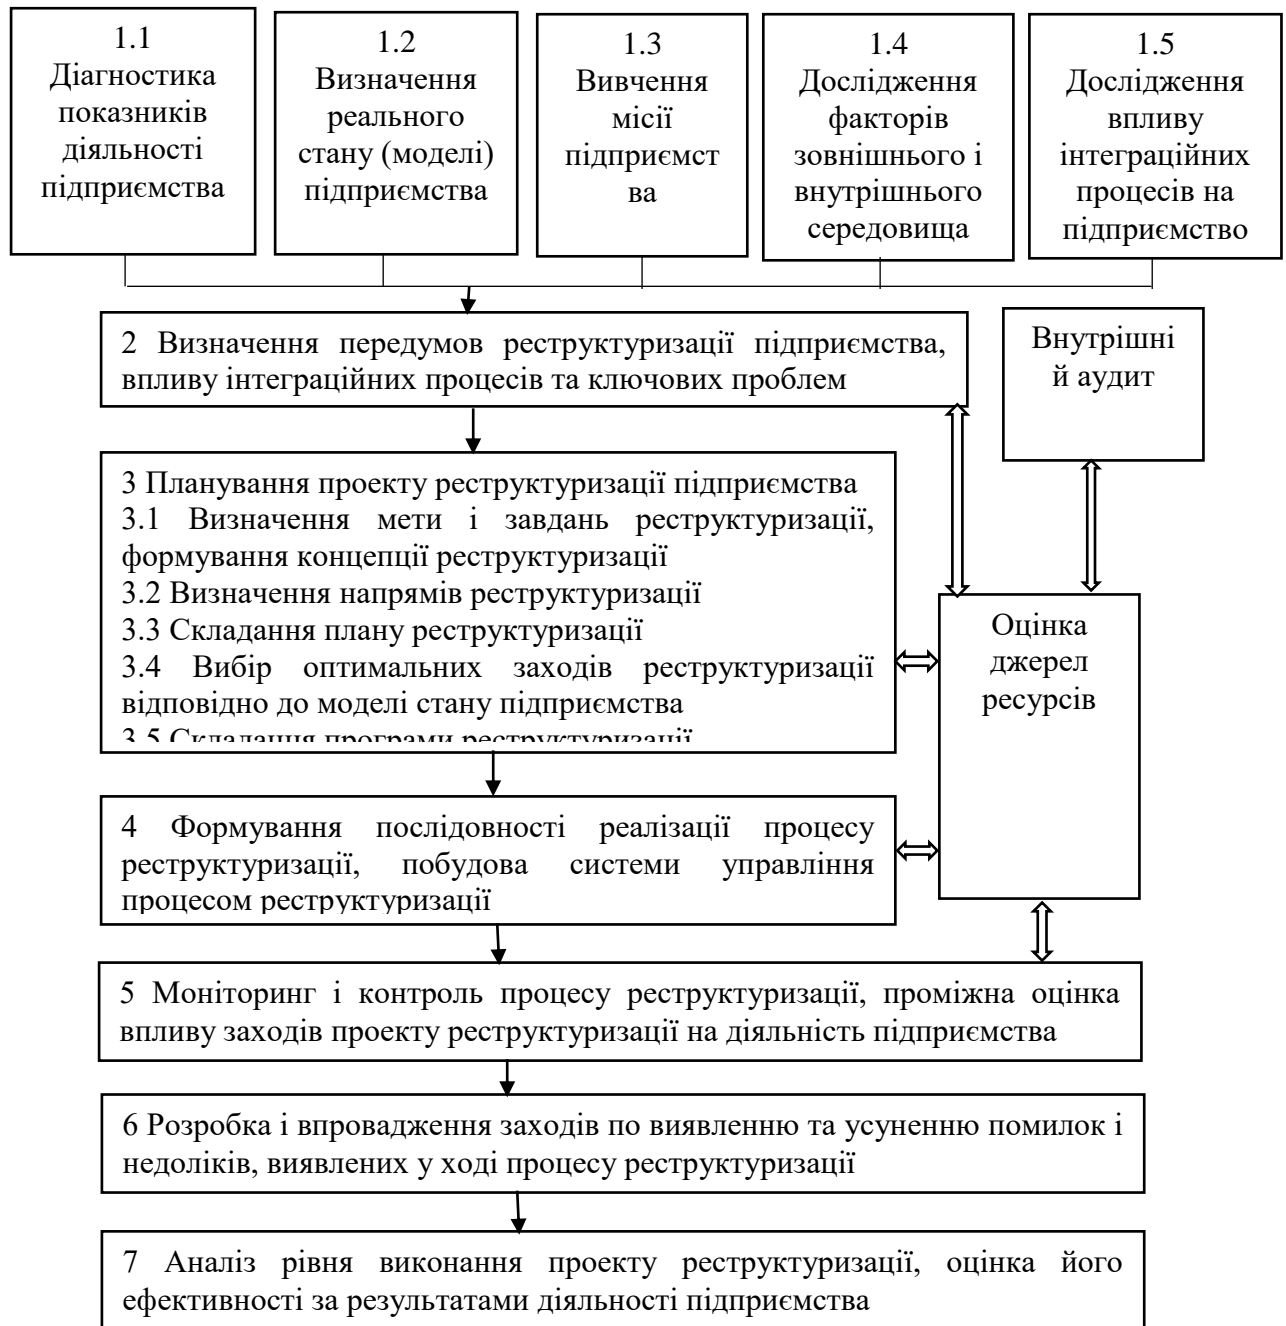 1.1
Діагностика
показників
діяльності
підприємства
1.2
Визначення
реального
стану (моделі)
підприємства
1.3
Вивчення
місії
підприємст
ва
1.4
Дослідження
факторів
зовнішнього і
внутрішнього
середовища
1.5
Дослідження
впливу
інтеграційних
процесів на
підприємство
2 Визначення передумов реструктуризації підприємства,
впливу інтеграційних процесів та ключових проблем
Внутрішні
й аудит
3 Планування проекту реструктуризації підприємства
3.1 Визначення мети і завдань реструктуризації,
формування концепції реструктуризації
3.2 Визначення напрямів реструктуризації
3.3 Складання плану реструктуризації
3.4 Вибір оптимальних заходів реструктуризації
відповідно до моделі стану підприємства
3.5 Складання програми реструктуризації
Оцінка
джерел
ресурсів
4 Формування послідовності реалізації процесу
реструктуризації, побудова системи управління
процесом реструктуризації
5 Моніторинг і контроль процесу реструктуризації, проміжна оцінка
впливу заходів проекту реструктуризації на діяльність підприємства
6 Розробка і впровадження заходів по виявленню та усуненню помилок і
недоліків, виявлених у ході процесу реструктуризації
7 Аналіз рівня виконання проекту реструктуризації, оцінка його
ефективності за результатами діяльності підприємства